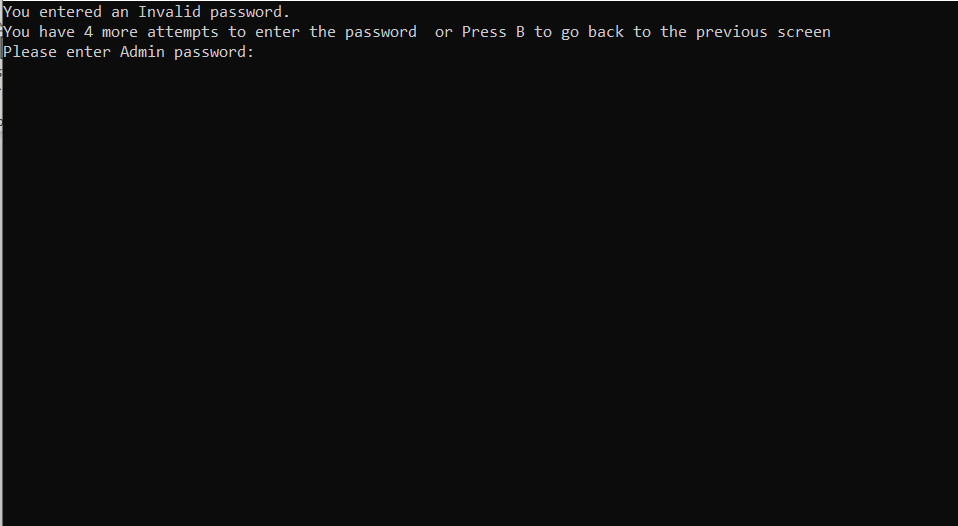 You entered an Invalid password.
You have 4 more attempts to enter the password  or Press B to go back to the previous screen
Please enter Admin password: